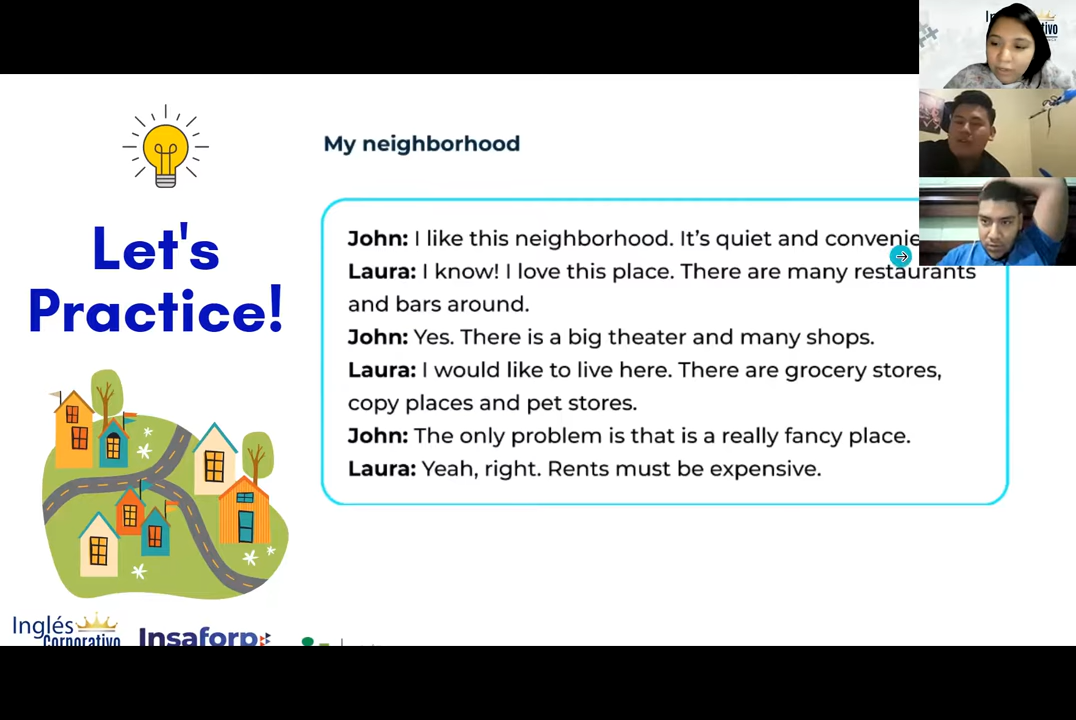 My neighborhood
John: I like this neighborhood. It's quiet and
Laura: I know! I love this place. There are many restaurants
and bars around.
John: Yes. There is a big theater and many shops.
Laura: I would like to live here. There are grocery stores,
copy places and pet stores.
John: The only problem is that is a really fancy place.
Laura: Yeah, right. Rents must be expensive.
Let's
Practice!
Inglés
Corporativo
Insaforp